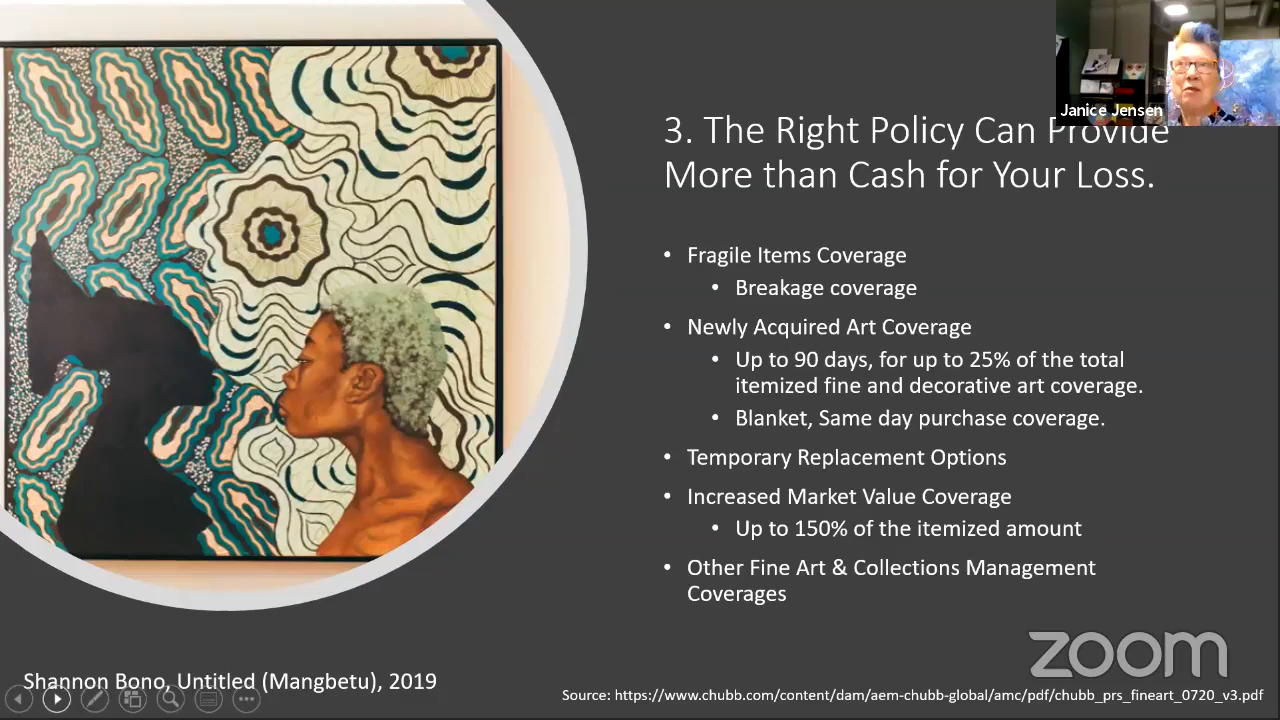 Janice Jensen
3. The Right Policy Can Provide
More than Cash for Your Loss.
• Fragile Items Coverage
• Breakage coverage
• Newly Acquired Art Coverage
• Up to 90 days, for up to 25% of the total
itemized fine and decorative art coverage.
• Blanket, Same day purchase coverage.
• Temporary Replacement Options
• Increased Market Value Coverage
• Up to 150% of the itemized amount
• Other Fine Art & Collections Management
Coverages
zoom
Shannon Bono, Untitled (Mangbetu), 2019
Source: https://www.chubb.com/content/dam/aem-chubb-global/amc/pdf/chubb_prs_fineart_0720_v3.pdf